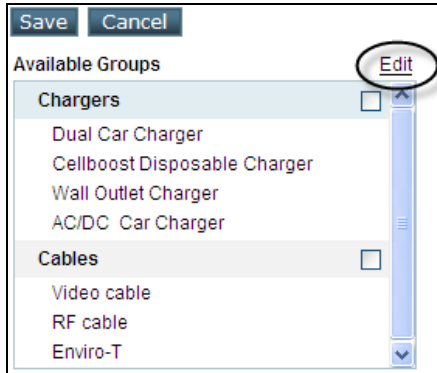 Save Cancel
Available Groups Edit
Chargers
Dual Car Charger
Cellboost Disposable Charger
Wall Outlet Charger
AC/DC Car Charger
Cables
Video cable
RF cable
Enviro-T